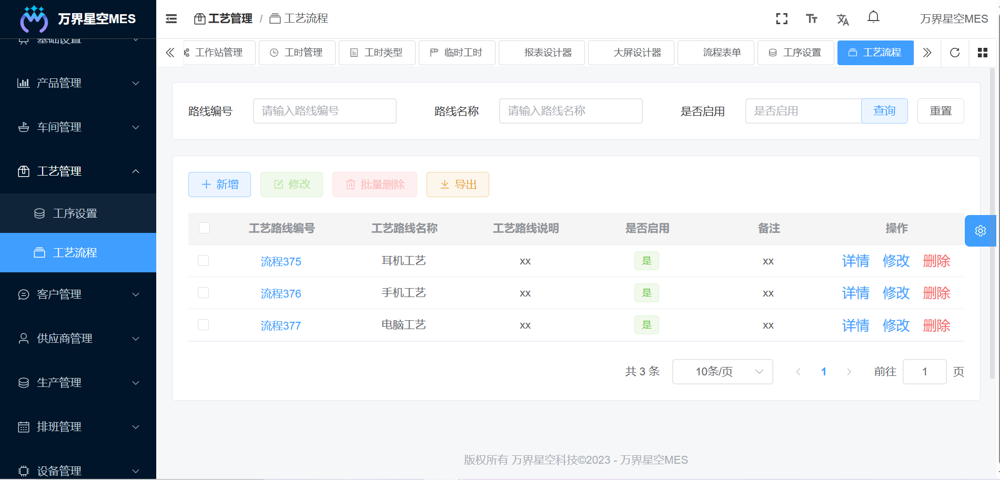 万界星空MES
基础设置
产品管理
车间管理
工艺管理
工序设置
工艺流程
客户管理
供应商管理
生产管理
排班管理
设备管理
工艺管理 / 工艺流程
万界星空MES
工作站管理 工时管理 工时类型 临时工时 报表设计器 大屏设计器 流程表单 工序设置 工艺流程
路线编号 请输入路线编号 路线名称 请输入路线名称 是否启用 是否启用 查询 重置
新增 修改 批量删除 导出
工艺路线编号 工艺路线名称 工艺路线说明 是否启用 备注 操作
流程375 耳机工艺 xx 是 xx 详情 修改 删除
流程376 手机工艺 xx 是 xx 详情 修改 删除
流程377 电脑工艺 xx 是 xx 详情 修改 删除
共 3 条 10条/页 1 前往 1 页
版权所有 万界星空科技©2023 - 万界星空MES